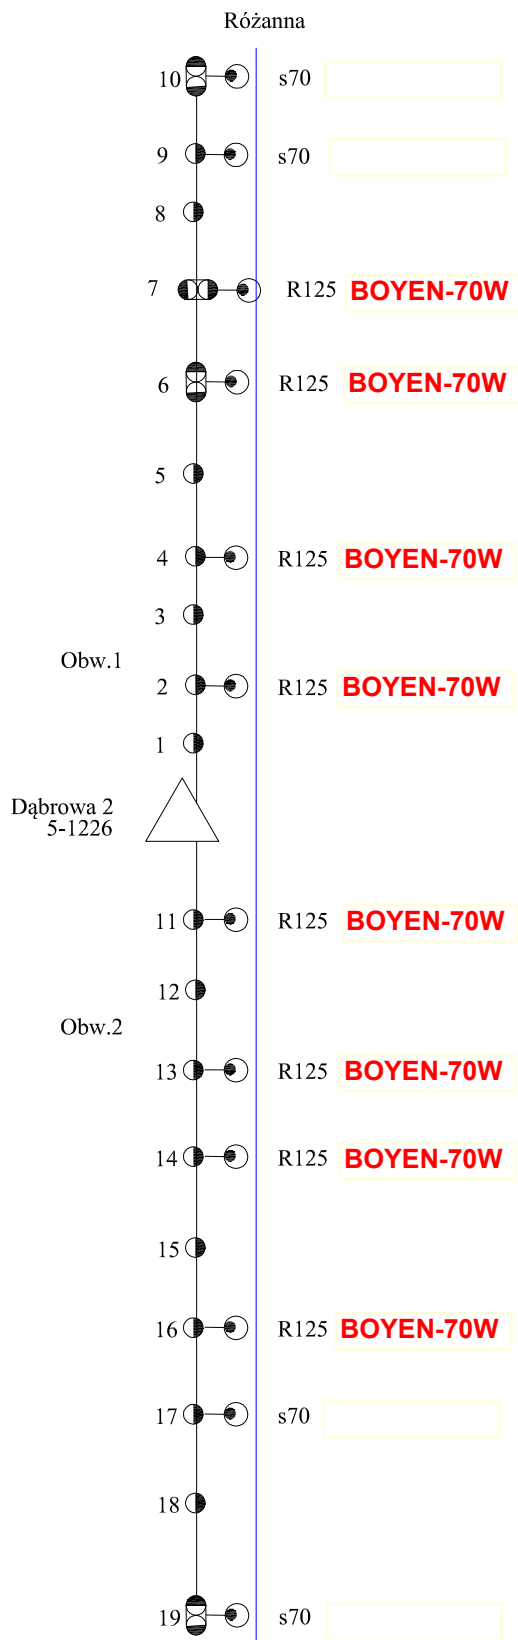 Różanna
10 s70
9 s70
8
7 R125 BOYEN-70W
6 R125 BOYEN-70W
5
4 R125 BOYEN-70W
3
Obw.1
2 R125 BOYEN-70W
1
Dąbrowa 2
5-1226
11 R125 BOYEN-70W
12
Obw.2
13 R125 BOYEN-70W
14 R125 BOYEN-70W
15
16 R125 BOYEN-70W
17 s70
18
19 s70